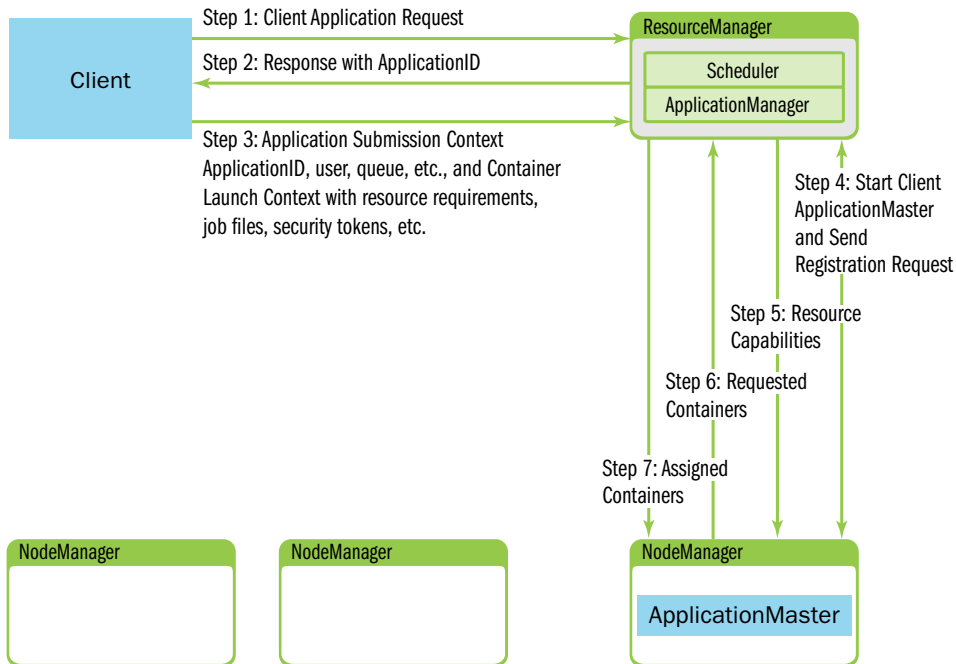 Step 1: Client Application Request
ResourceManager
Client
Step 2: Response with ApplicationID
Scheduler
ApplicationManager
Step 3: Application Submission Context
ApplicationID, user, queue, etc., and Container
Launch Context with resource requirements,
job files, security tokens, etc.
Step 4: Start Client
ApplicationMaster
and Send
Registration Request
Step 5: Resource
Capabilities
Step 6: Requested
Containers
Step 7: Assigned
Containers
NodeManager
NodeManager
NodeManager
ApplicationMaster